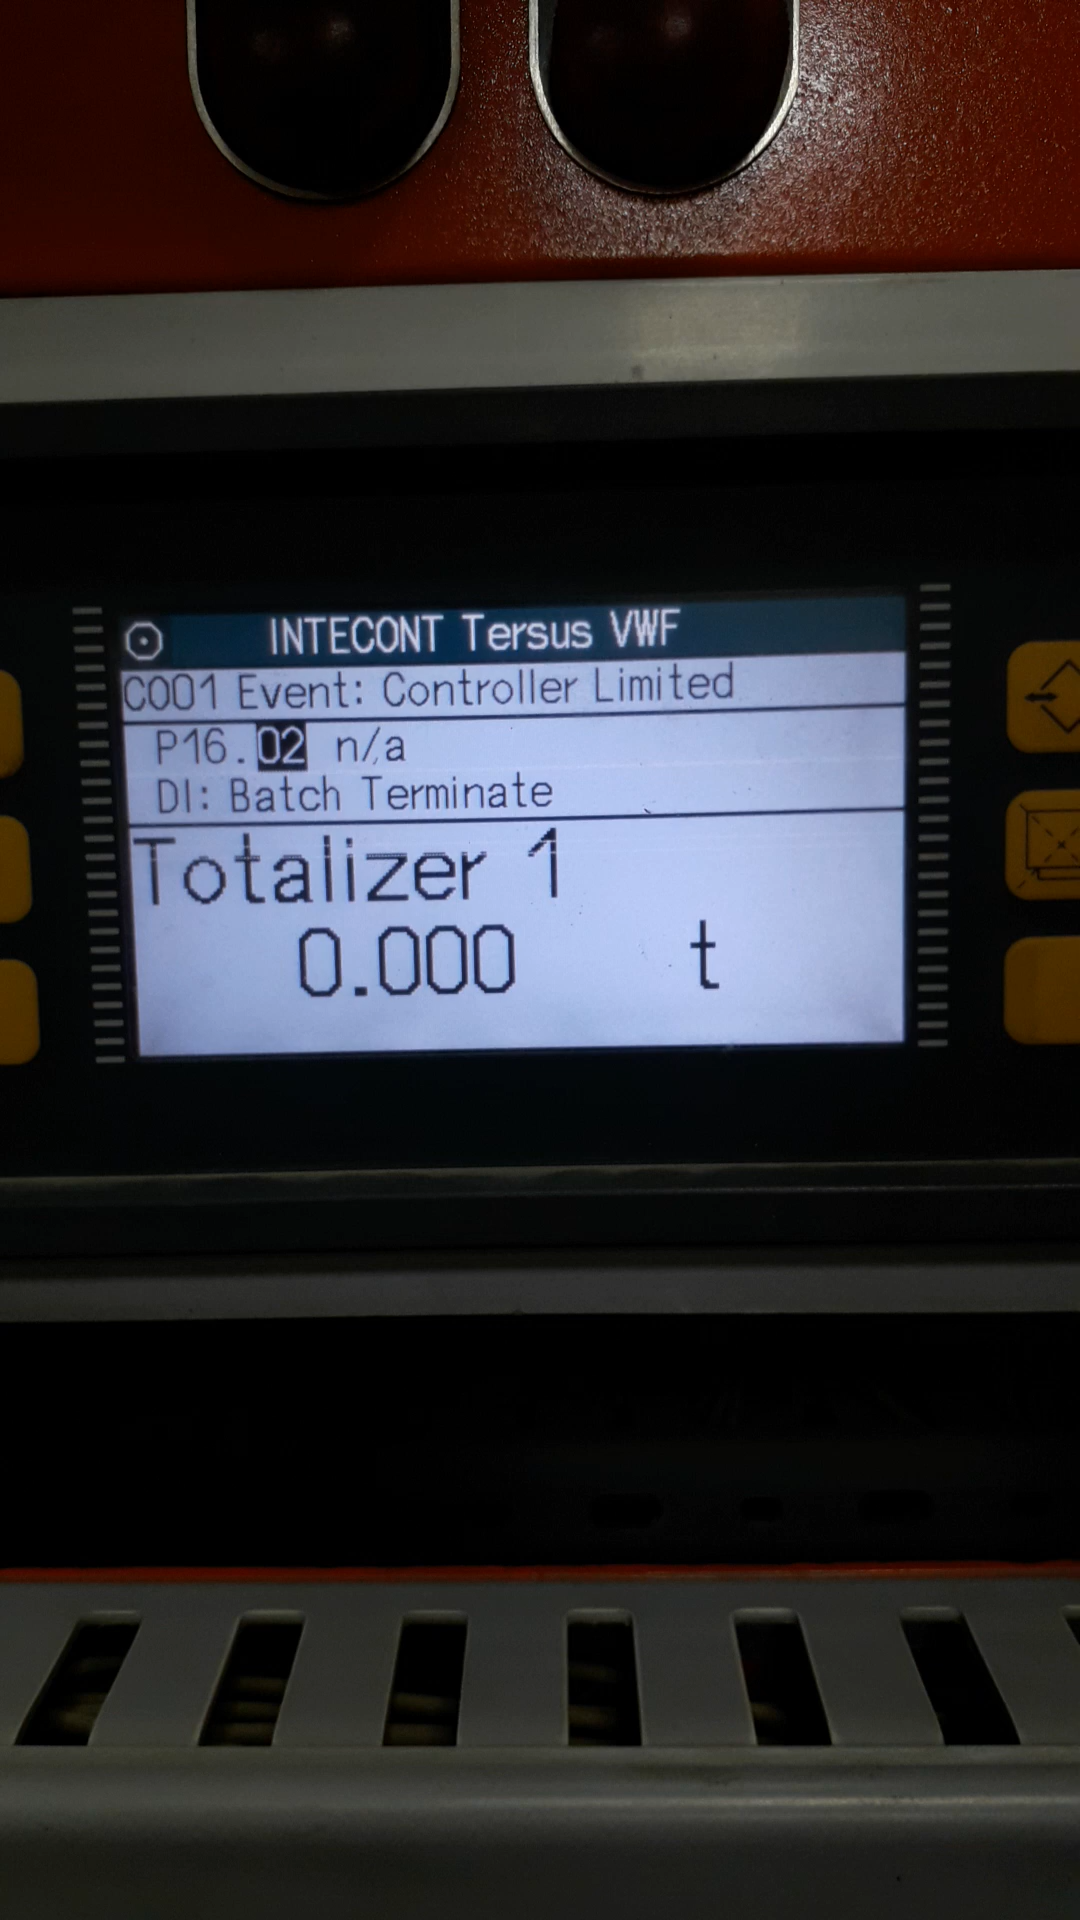 INTECONT Tersus VWF
C001 Event: Controller Limited
P16.02 n/a
DI: Batch Terminate
Totalizer 1
0.000 t